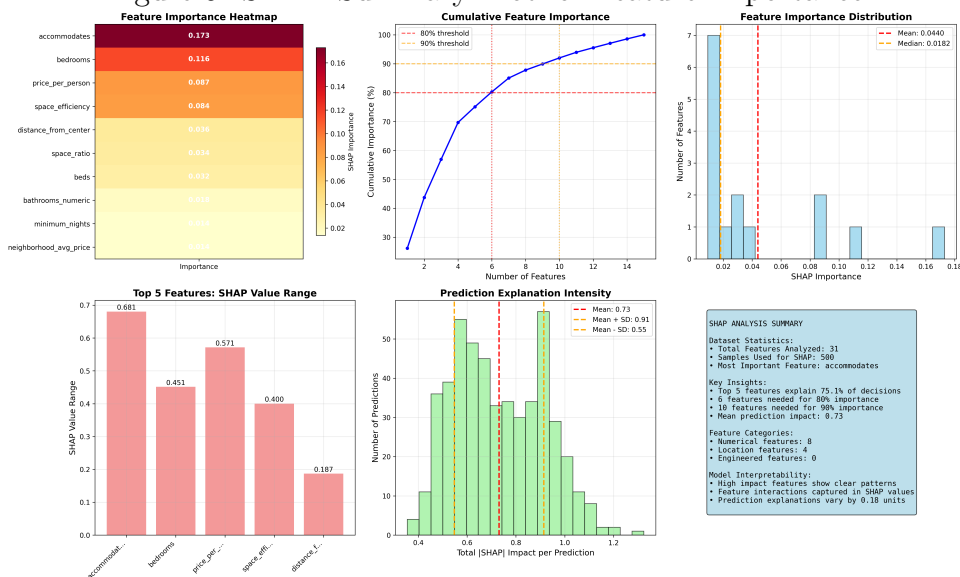 Feature Importance Heatmap
accommodates
bedrooms
price_per_person
space_efficiency
distance_from_center
space_ratio
beds
bathrooms_numeric
minimum_nights
neighborhood_avg_price
0.173
0.116
0.087
0.084
0.036
0.034
0.032
Importance
0.16
0.14
0.12
0.10
0.08
0.06
0.04
0.02
SHAP Importance
Cumulative Feature Importance
80% threshold
90% threshold
100
90
80
70
60
50
40
30
Cumulative Importance (%)
2
4
6
8
10
12
14
Number of Features
Feature Importance Distribution
Mean: 0.0440
Median: 0.0182
7
6
5
4
3
2
1
0
Number of Features
0.02
0.04
0.06
0.08
0.10
0.12
0.14
0.16
0.18
SHAP Importance
Top 5 Features: SHAP Value Range
0.7
0.6
0.5
0.4
0.3
0.2
0.1
0.0
SHAP Value Range
0.681
0.451
0.571
0.400
0.187
accommodat...
bedrooms
price_per_...
space_effi...
distance_f...
Prediction Explanation Intensity
Mean: 0.73
Mean + SD: 0.91
Mean - SD: 0.55
50
40
30
20
10
0
Number of Predictions
0.4
0.6
0.8
1.0
1.2
Total |SHAP| Impact per Prediction
SHAP ANALYSIS SUMMARY
Dataset Statistics:
• Total Features Analyzed: 31
• Samples Used for SHAP: 500
• Most Important Feature: accommodates
Key Insights:
• Top 5 features explain 75.1% of decisions
• 6 features needed for 80% importance
• 10 features needed for 90% importance
• Mean prediction impact: 0.73
Feature Categories:
• Numerical features: 8
• Location features: 4
• Engineered features: 0
Model Interpretability:
• High impact features show clear patterns
• Feature interactions captured in SHAP values
• Prediction explanations vary by 0.18 units